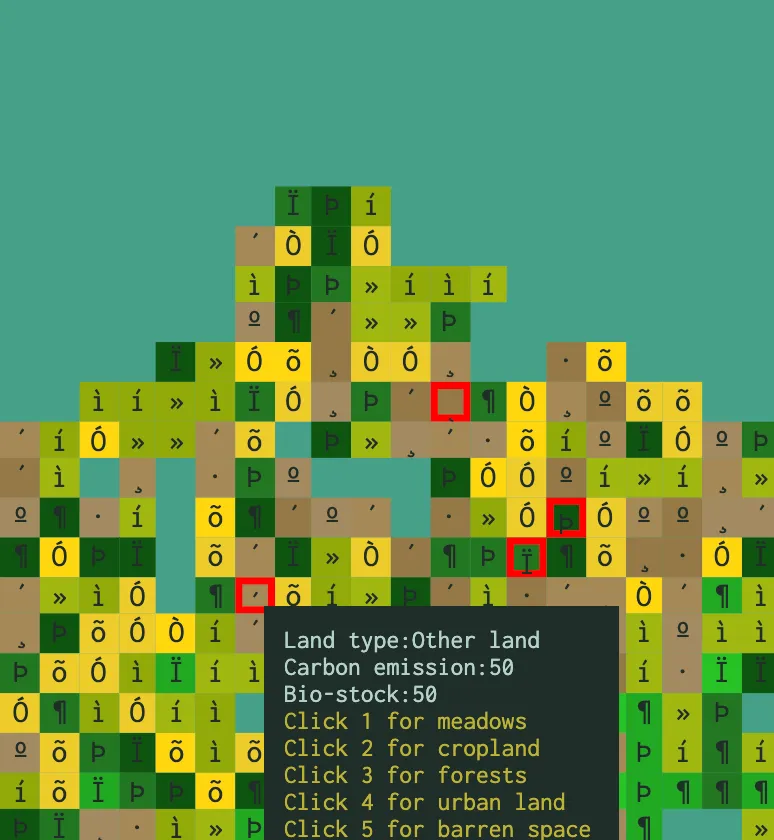 Ï Þ í
´ Ò Ï Ó
ì Þ Þ » í ì í
º ¶ ´ » » Þ
Ï » Ó õ ¸ Ò Ó ¸ · õ
ì í » ì Ï Ó ¸ Þ ´ ¶ Ò ¸ º õ õ
´ í Ó » » ´ õ Þ » ¸ ´ · õ í º Ï Ó º Þ
´ ì ¸ · Þ º Þ Ó Ó º í » í ¸ »
º ¶ · í õ ¶ ´ º ´ · » Ó Þ Ó º º ¸ ´
¶ Ó Þ Ï õ ´ Ï » Ò ´ ¶ Þ Ï ¶ õ ¸ · Ó Ï
´ » ì Ó ¶ ´ õ í » Þ ´ ì · ´ Ò ´ ¶ ì
¸ Þ õ Ó Ò í ´ ì º ì ì
Þ õ Ó ì Ï í ì í · Ï Ï
Ó ¶ ì Ó í ì ¶ » Þ
º õ Þ Ï õ ì õ Þ í ¶ í
í õ Ï Þ Þ õ ¶ Þ ¶ ¶ ¶
Þ Ï · ì » Þ ¶ »
Land type:Other land
Carbon emission:50
Bio-stock:50
Click 1 for meadows
Click 2 for cropland
Click 3 for forests
Click 4 for urban land
Click 5 for barren space